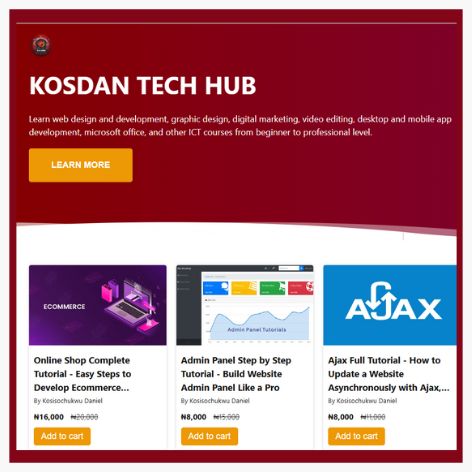 KOSDAN TECH HUB
Learn web design and development, graphic design, digital marketing, video editing, desktop and mobile app
development, microsoft office, and other ICT courses from beginner to professional level.
LEARN MORE
ECOMMERCE
Admin Panel Tutorials
AJAX
Online Shop Complete
Tutorial - Easy Steps to
Develop Ecommerce...
By Kosisochukwu Daniel
₦16,000 ₦20,000
Add to cart
Admin Panel Step by Step
Tutorial - Build Website
Admin Panel Like a Pro
By Kosisochukwu Daniel
₦8,000 ₦15,000
Add to cart
Ajax Full Tutorial - How to
Update a Website
Asynchronously with Ajax,...
By Kosisochukwu Daniel
₦8,000 ₦11,000
Add to cart